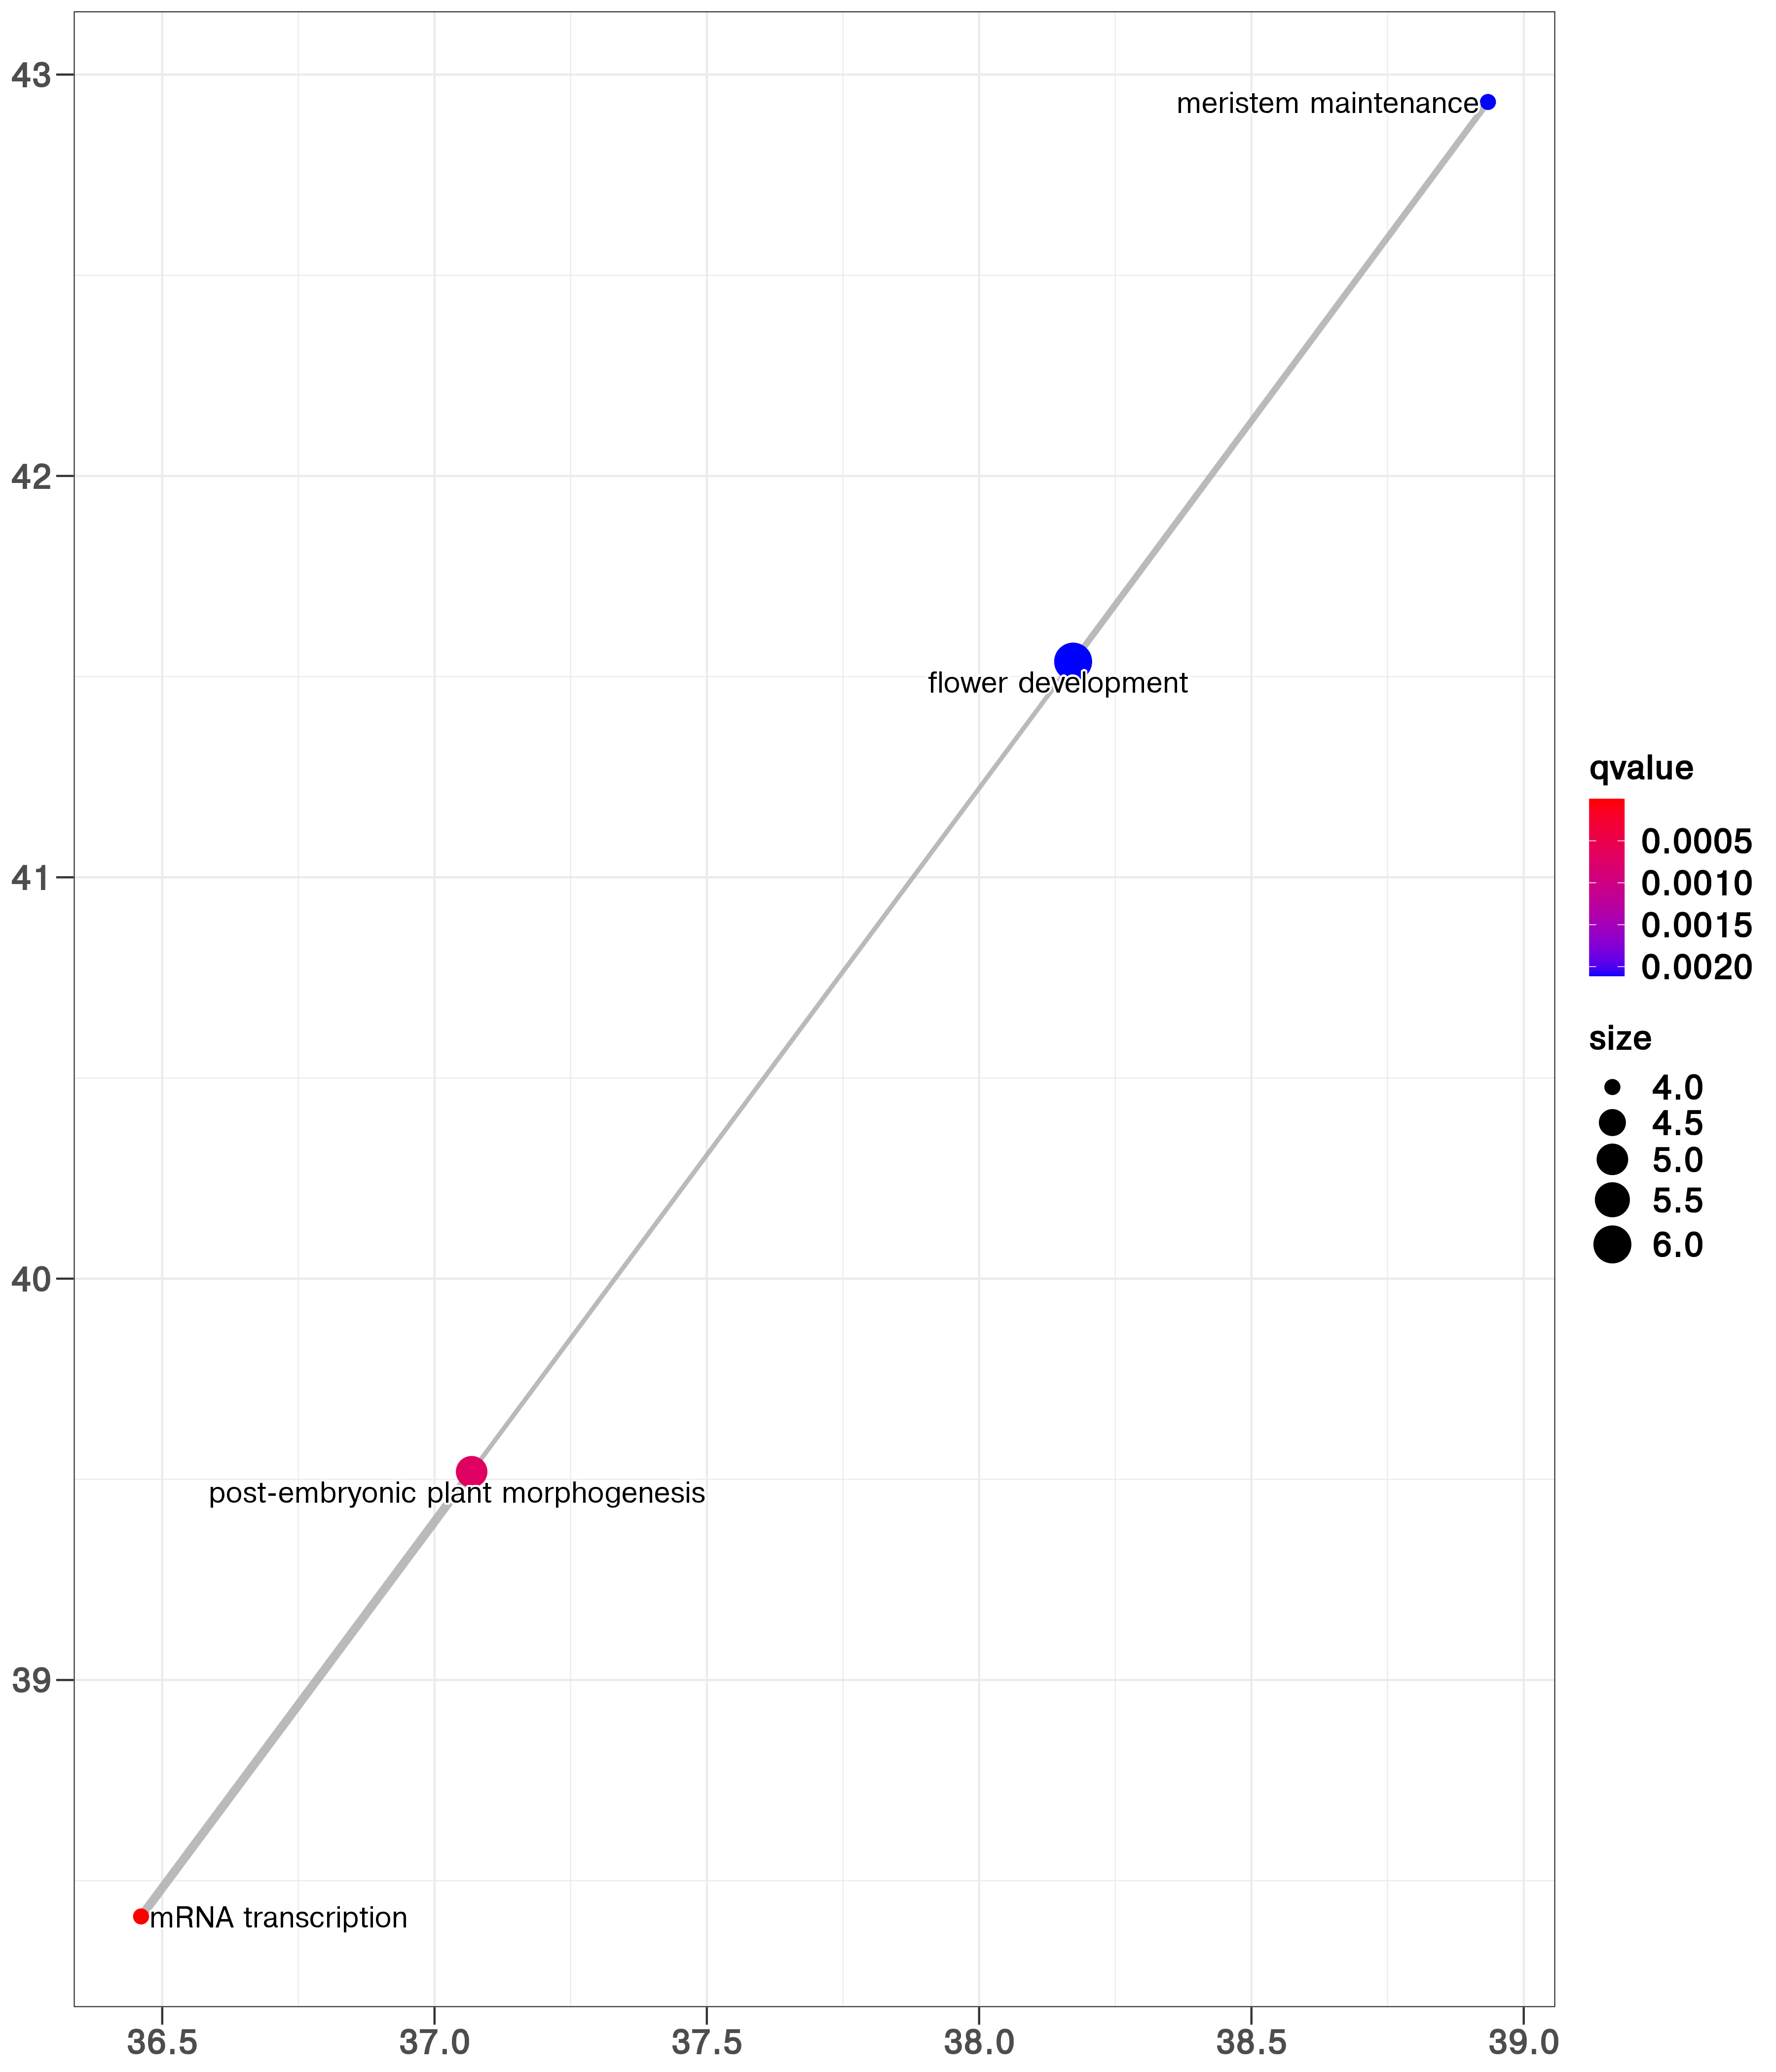 43
meristem maintenance
42
flower development
41
40
post-embryonic plant morphogenesis
39
mRNA transcription
36.5 37.0 37.5 38.0 38.5 39.0
qvalue
0.0005
0.0010
0.0015
0.0020
size
4.0
4.5
5.0
5.5
6.0